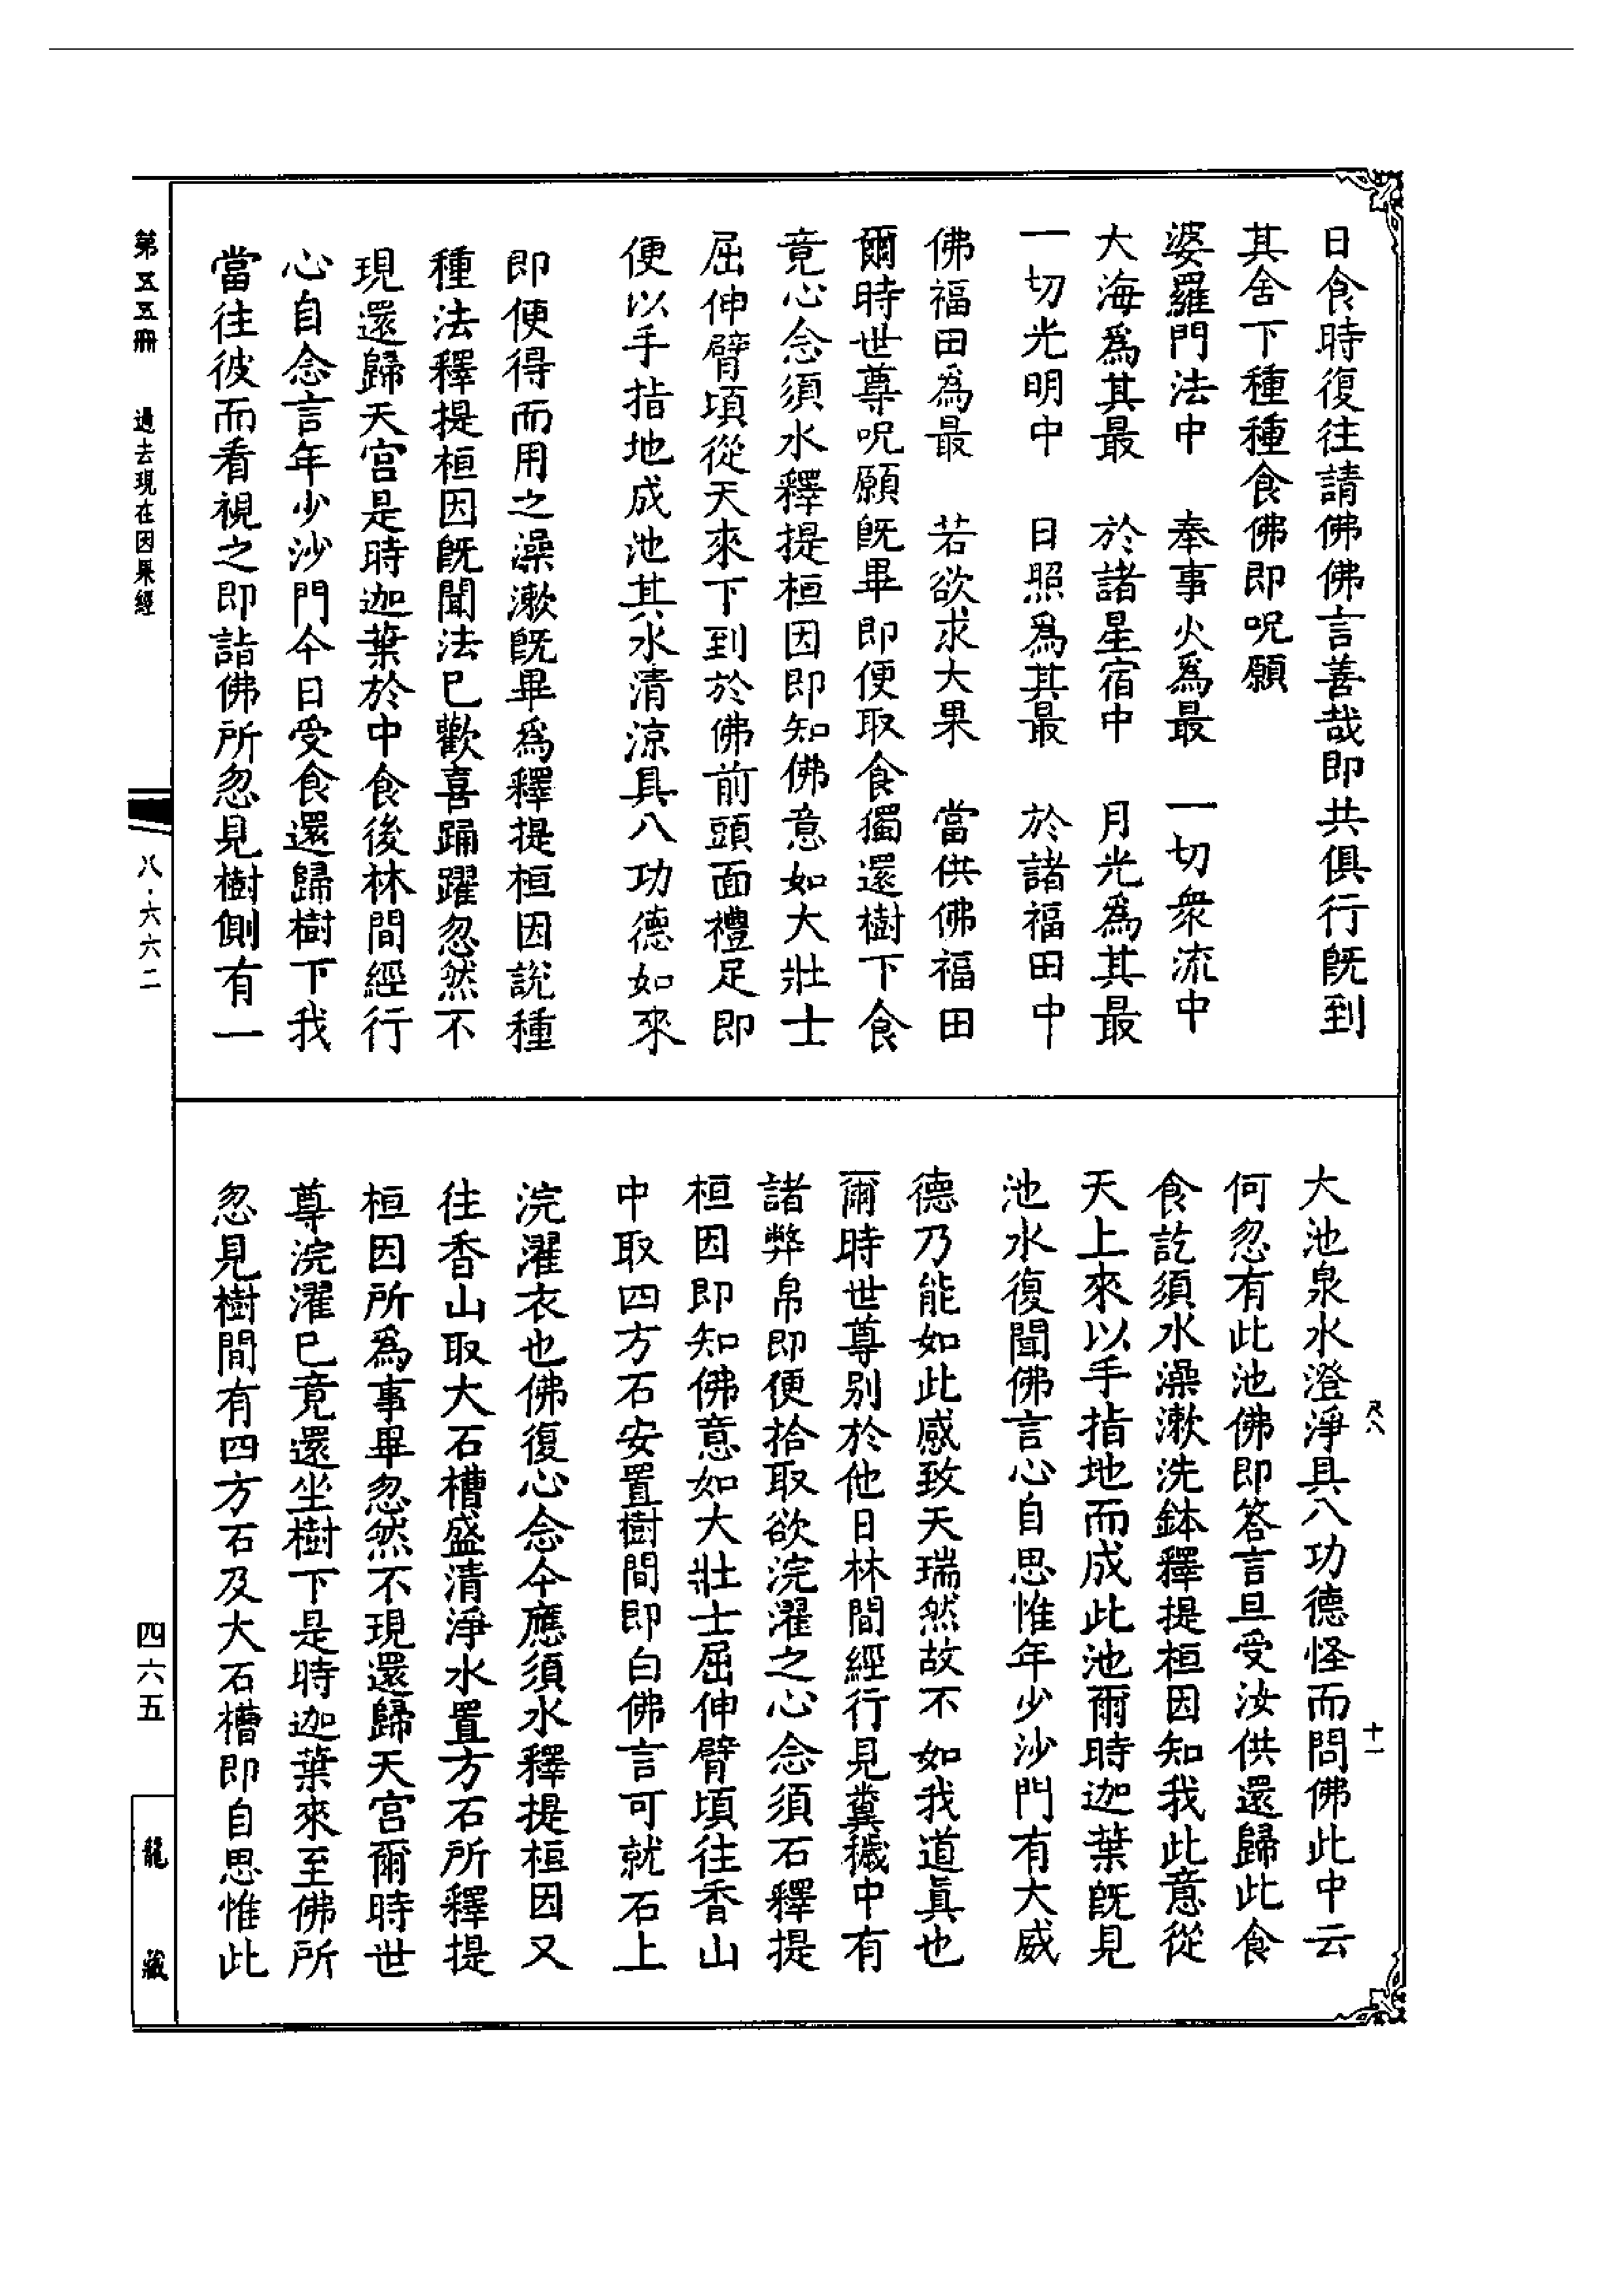 日食時復往請佛佛言善哉即共俱行既到
其舍下種種食佛即呪願
婆羅門法中　奉事火爲最　一切衆流中
大海爲其最　於諸星宿中　月光爲其最
一切光明中　日照爲其最　於諸福田中
佛福田爲最　若欲求大果　當供佛福田
爾時世尊呪願既畢即便取食獨還樹下食
竟心念須水釋提桓因即知佛意如大壯士
屈伸臂頃從天來下到於佛前頭面禮足即
便以手指地成池其水清涼具八功德如來
即便得而用之澡漱既畢爲釋提桓因說種
種法釋提桓因既聞法已歡喜踊躍忽然不
現還歸天宮是時迦葉於中食後林間經行
心自念言年少沙門今日受食還歸樹下我
當往彼而看視之即詣佛所忽見樹側有一
大池泉水澄淨具八功德怪而問佛此中云
何忽有此池佛即答言旦受汝供還歸此食
食訖須水澡漱洗鉢釋提桓因知我此意從
天上來以手指地而成此池爾時迦葉既見
池水復聞佛言心自思惟年少沙門有大威
德乃能如此感致天瑞然故不如我道眞也
爾時世尊別於他日林間經行見糞穢中有
諸弊帛即便拾取欲浣濯之心念須石釋提
桓因即知佛意如大壯士屈伸臂頃往香山
中取四方石安置樹間即白佛言可就石上
浣濯衣也佛復心念今應須水釋提桓因又
往香山取大石槽盛清淨水置方石所釋提
桓因所爲事畢忽然不現還歸天宮爾時世
尊浣濯已竟還坐樹下是時迦葉來至佛所
忽見樹間有四方石及大石槽即自思惟此
尺八
十一
第五五冊　過去現在因果經
八·六六二
四六五
龍藏